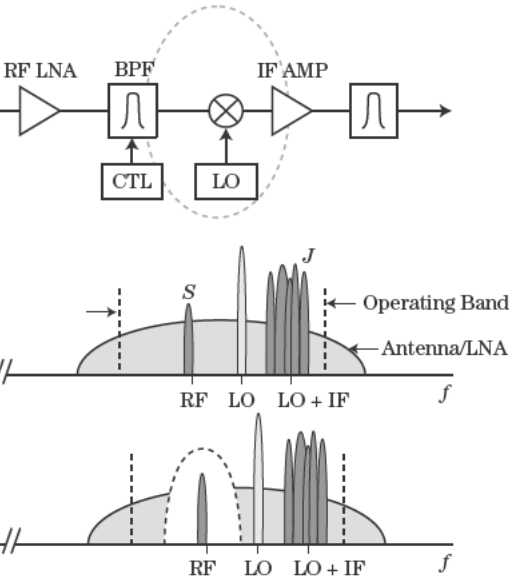 RF LNA BPF IF AMP
CTL LO
S J
Operating Band
Antenna/LNA
RF LO LO + IF f
RF LO LO + IF f